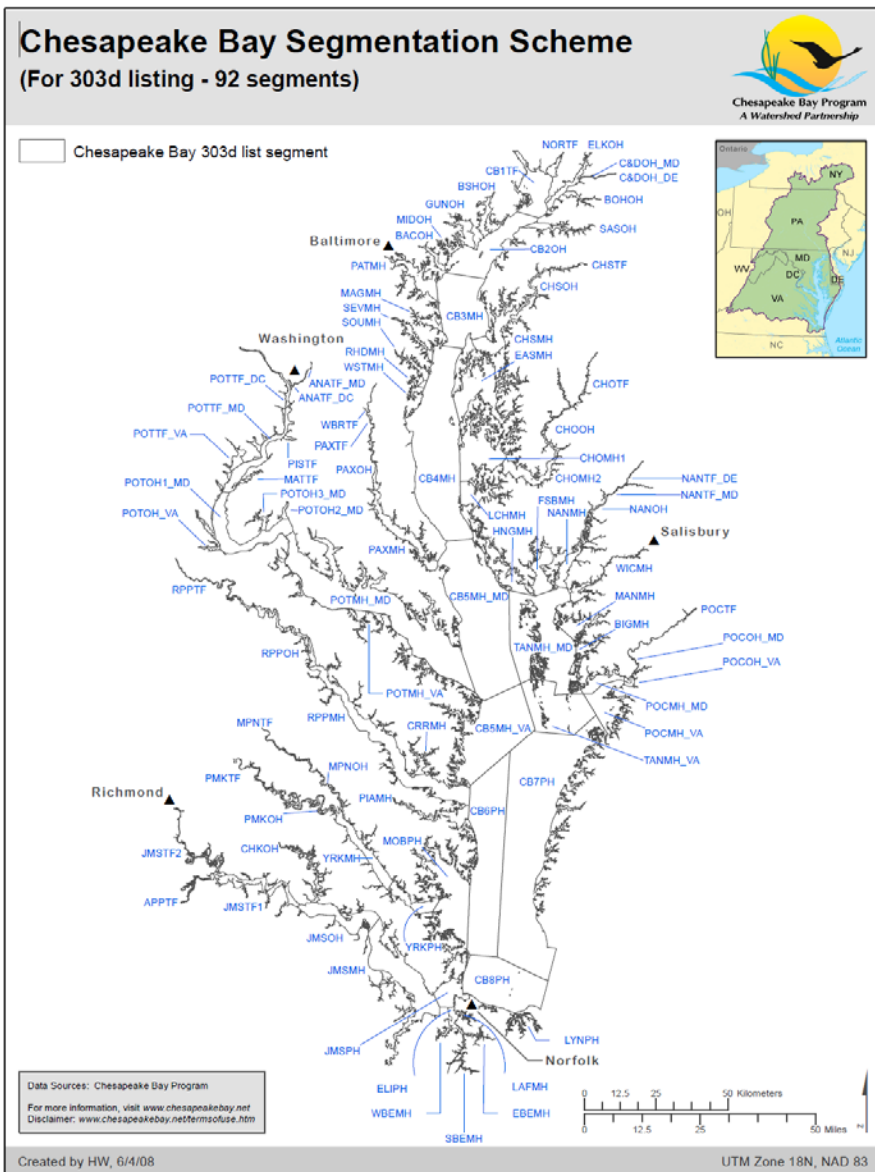 Chesapeake Bay Segmentation Scheme
(For 303d listing - 92 segments)
Chesapeake Bay Program
A Watershed Partnership
Chesapeake Bay 303d list segment
Ontario
NY
OH
PA
NJ
MD
WV
DC
DE
VA
NC
Atlantic
Ocean
NORTF
ELKOH
C&DOH_MD
C&DOH_DE
CB1TF
BSHOH
BOHOH
GUNOH
MIDOH
SASOH
BACOH
Baltimore
CB2OH
PATMH
CHSTF
CHSOH
MAGMH
SEVMH
CB3MH
SOUMH
Washington
CHSMH
RHDMH
EASMH
WSTMH
POTTF_DC
ANATF_MD
CHOTF
ANATF_DC
POTTF_MD
WBRTF
CHOOH
POTTF_VA
PAXTF
PISTF
CHOMH1
PAXOH
MATTF
CB4MH
CHOMH2
NANTF_DE
POTOH1_MD
POTOH3_MD
NANTF_MD
LCHMH
FSBMH
POTOH2_MD
NANOH
POTOH_VA
HNGMH
NANMH
Salisbury
PAXMH
WICMH
RPPTF
POTMH_MD
CB5MH_MD
MANMH
POCTF
BIGMH
POCOH_MD
TANMH_MD
RPPOH
POCOH_VA
POTMH_VA
POCMH_MD
RPPMH
MPNTF
CRRMH
CB5MH_VA
POCMH_VA
TANMH_VA
MPNOH
PMKTF
CB7PH
Richmond
PIAMH
CB6PH
PMKOH
MOBPH
JMSTF2
CHKOH
YRKMH
APPTF
JMSTF1
JMSOH
YRKPH
JMSMH
CB8PH
LYNPH
JMSPH
Norfolk
ELIPH
LAFMH
WBEMH
EBEMH
SBEMH
0 12.5 25 50 Kilometers
0 12.5 25 50 Miles
Data Sources: Chesapeake Bay Program
For more information, visit www.chesapeakebay.net
Disclaimer: www.chesapeakebay.net/termsofuse.htm
Created by HW, 6/4/08
UTM Zone 18N, NAD 83